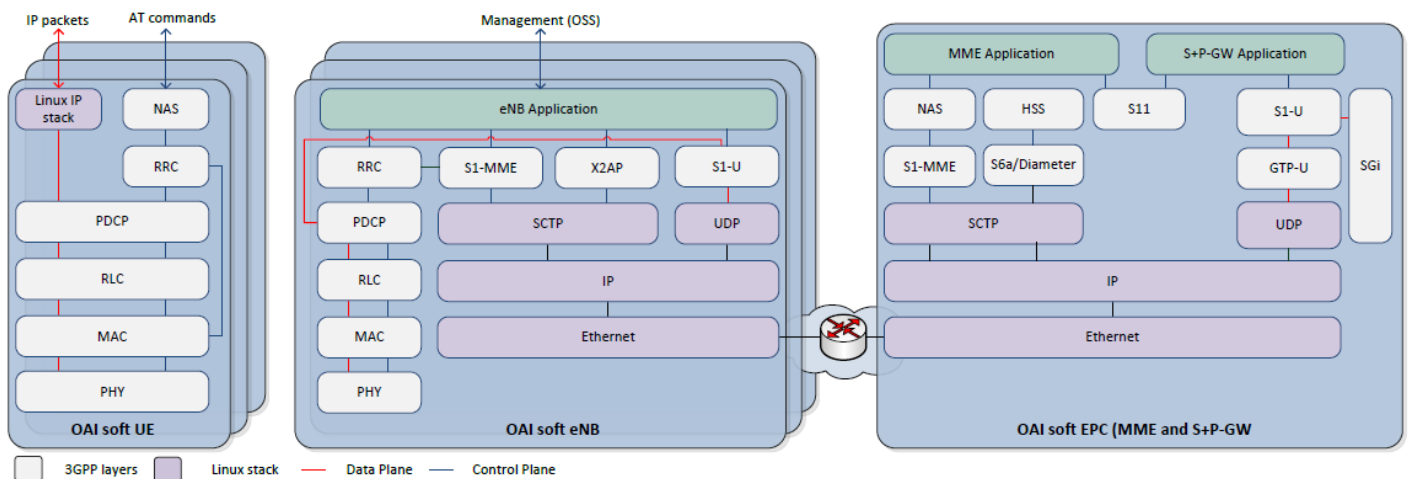 IP packets
AT commands
Management (OSS)
Linux IP
stack
NAS
RRC
PDCP
RLC
MAC
PHY
OAI soft UE
eNB Application
RRC
S1-MME
X2AP
S1-U
PDCP
SCTP
UDP
RLC
IP
MAC
Ethernet
PHY
OAI soft eNB
MME Application
S+P-GW Application
NAS
HSS
S11
S1-U
S1-MME
S6a/Diameter
GTP-U
SGi
SCTP
UDP
IP
Ethernet
OAI soft EPC (MME and S+P-GW
3GPP layers
Linux stack
Data Plane
Control Plane